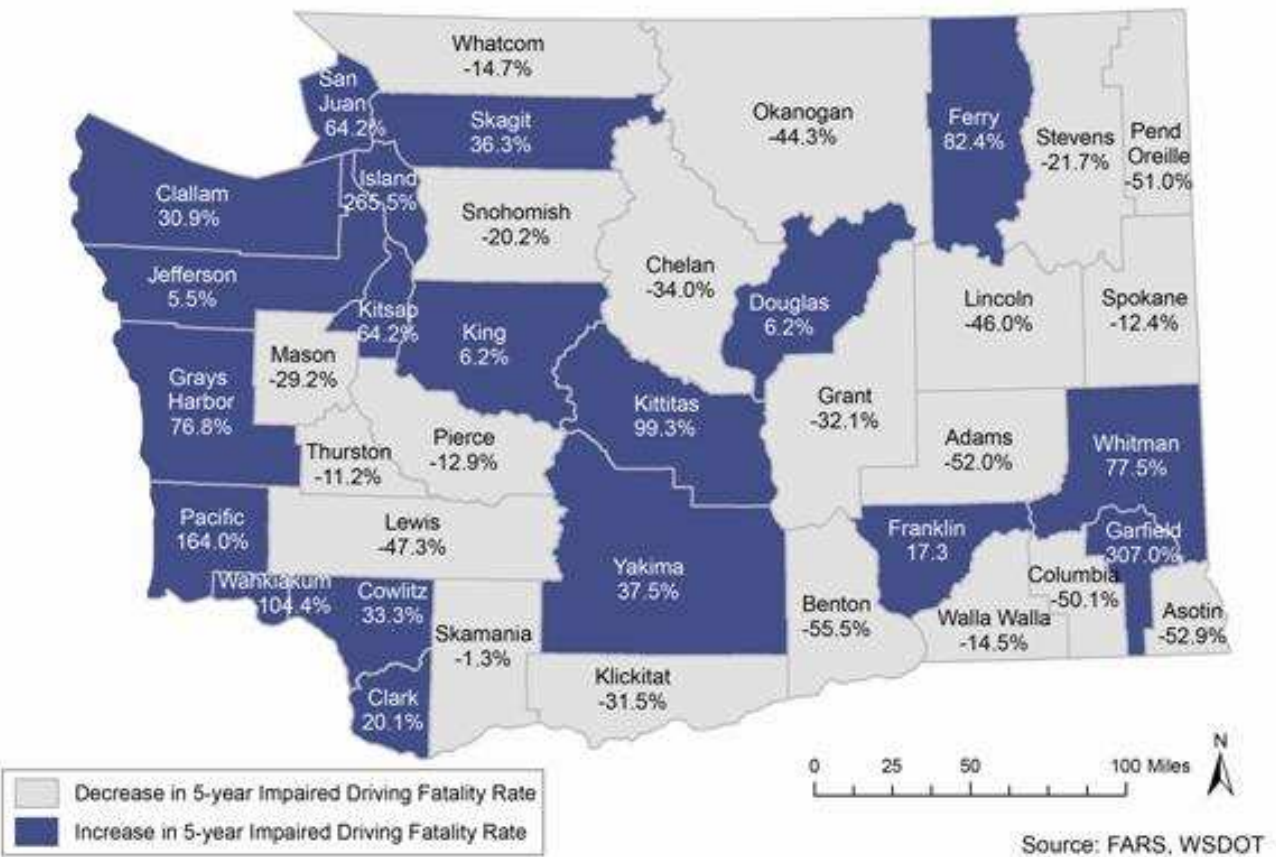 Whatcom
-14.7%
San
Juan
64.2%
Skagit
36.3%
Okanogan
-44.3%
Ferry
82.4%
Stevens
-21.7%
Pend
Oreille
-51.0%
Clallam
30.9%
Island
265.5%
Snohomish
-20.2%
Chelan
-34.0%
Jefferson
5.5%
Kitsap
64.2%
King
6.2%
Douglas
6.2%
Lincoln
-46.0%
Spokane
-12.4%
Mason
-29.2%
Grays
Harbor
76.8%
Kittitas
99.3%
Grant
-32.1%
Adams
-52.0%
Whitman
77.5%
Thurston
-11.2%
Pierce
-12.9%
Pacific
164.0%
Lewis
-47.3%
Franklin
17.3
Garfield
307.0%
Wahkiakum
104.4%
Cowlitz
33.3%
Yakima
37.5%
Benton
-55.5%
Columbia
-50.1%
Walla Walla
-14.5%
Asotin
-52.9%
Skamania
-1.3%
Klickitat
-31.5%
Clark
20.1%
N
0 25 50 100 Miles
Decrease in 5-year Impaired Driving Fatality Rate
Increase in 5-year Impaired Driving Fatality Rate
Source: FARS, WSDOT